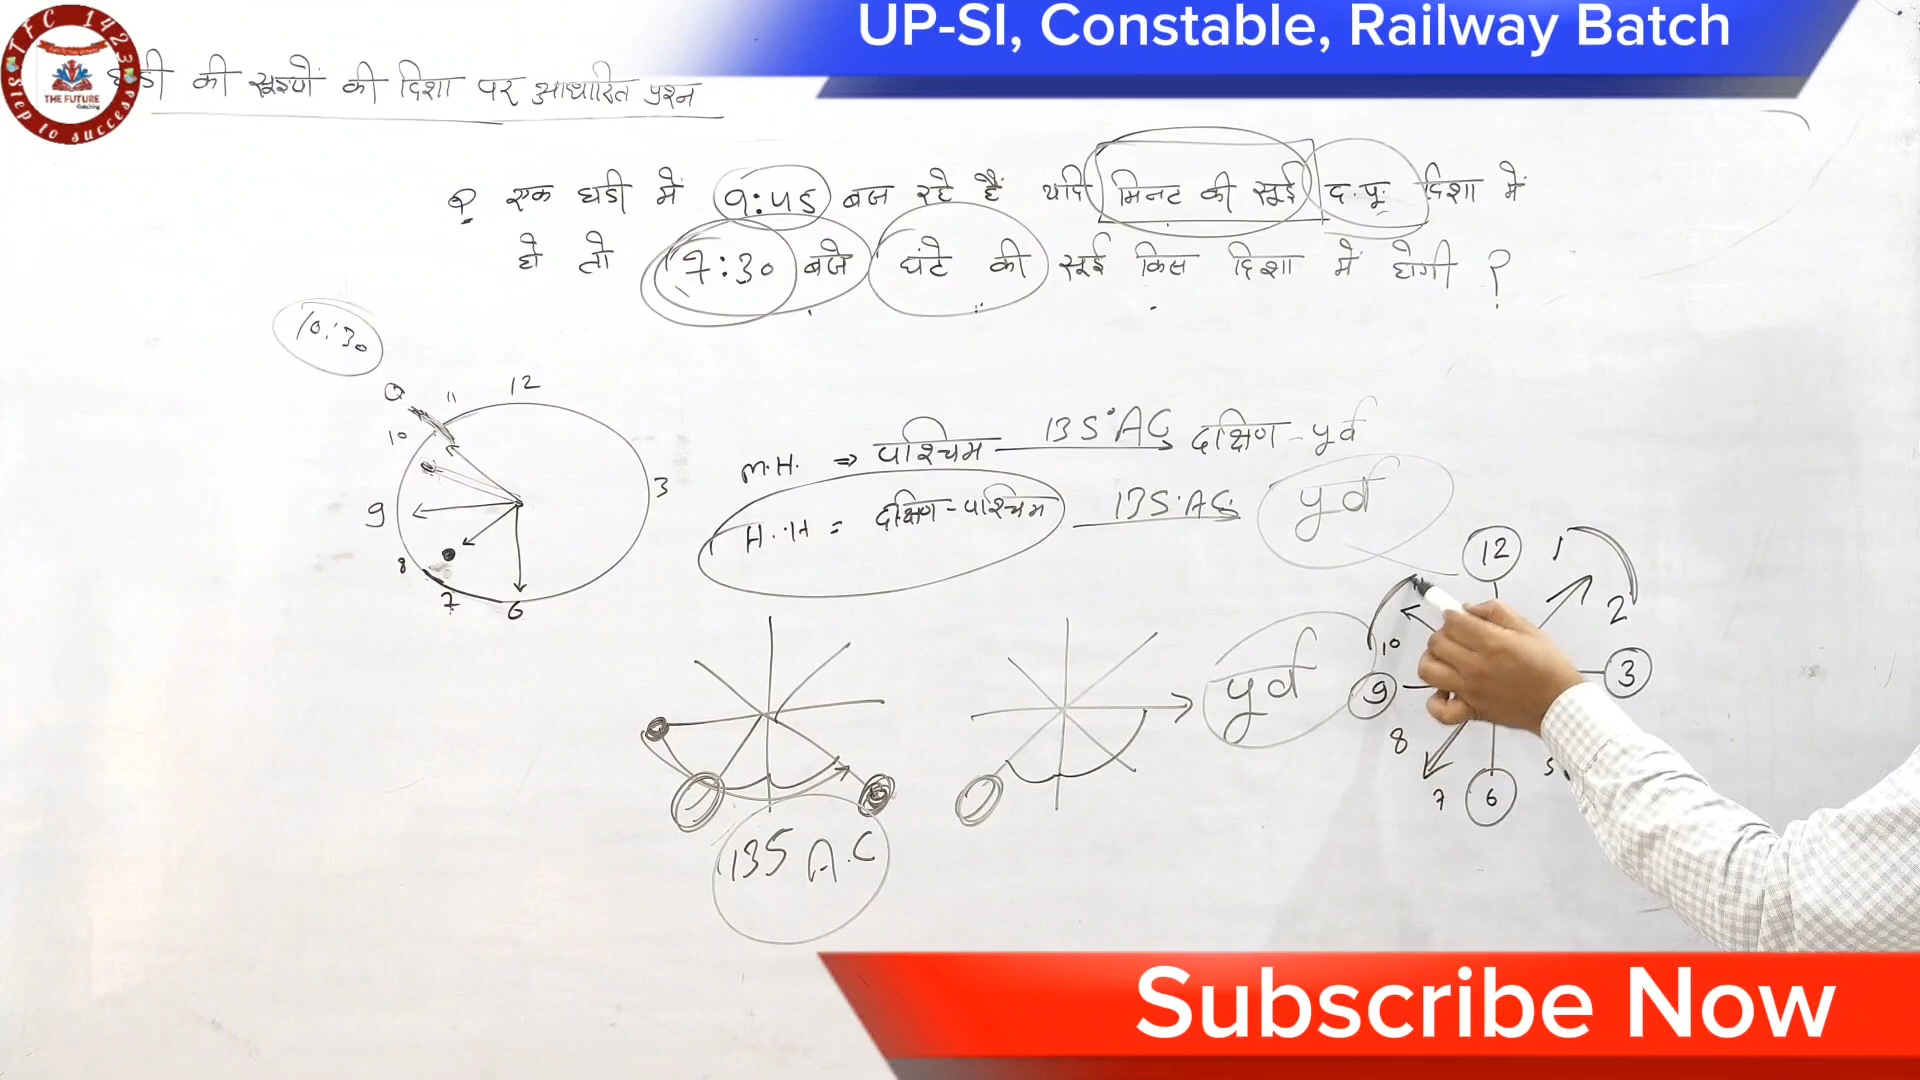 UP-SI, Constable, Railway Batch
TFC 1423
THE FUTURE
Coaching
Step to success
घडी की सूइयों की दिशा पर आधारित प्रश्न
Q एक घडी में 9:45 बज रहे हैं यदि मिनट की सूई द.पू. दिशा में
हो तो 7:30 बजे घंटे की सूई किस दिशा में होगी ?
10:30
12
11
10
9
3
8
7
6
M.H. ⇒ पश्चिम 135° AC दक्षिण-पूर्व
H.H = दक्षिण-पश्चिम 135° AC पूर्व
135 A.C
पूर्व
12
1
2
10
9
3
8
7
6
5
Subscribe Now